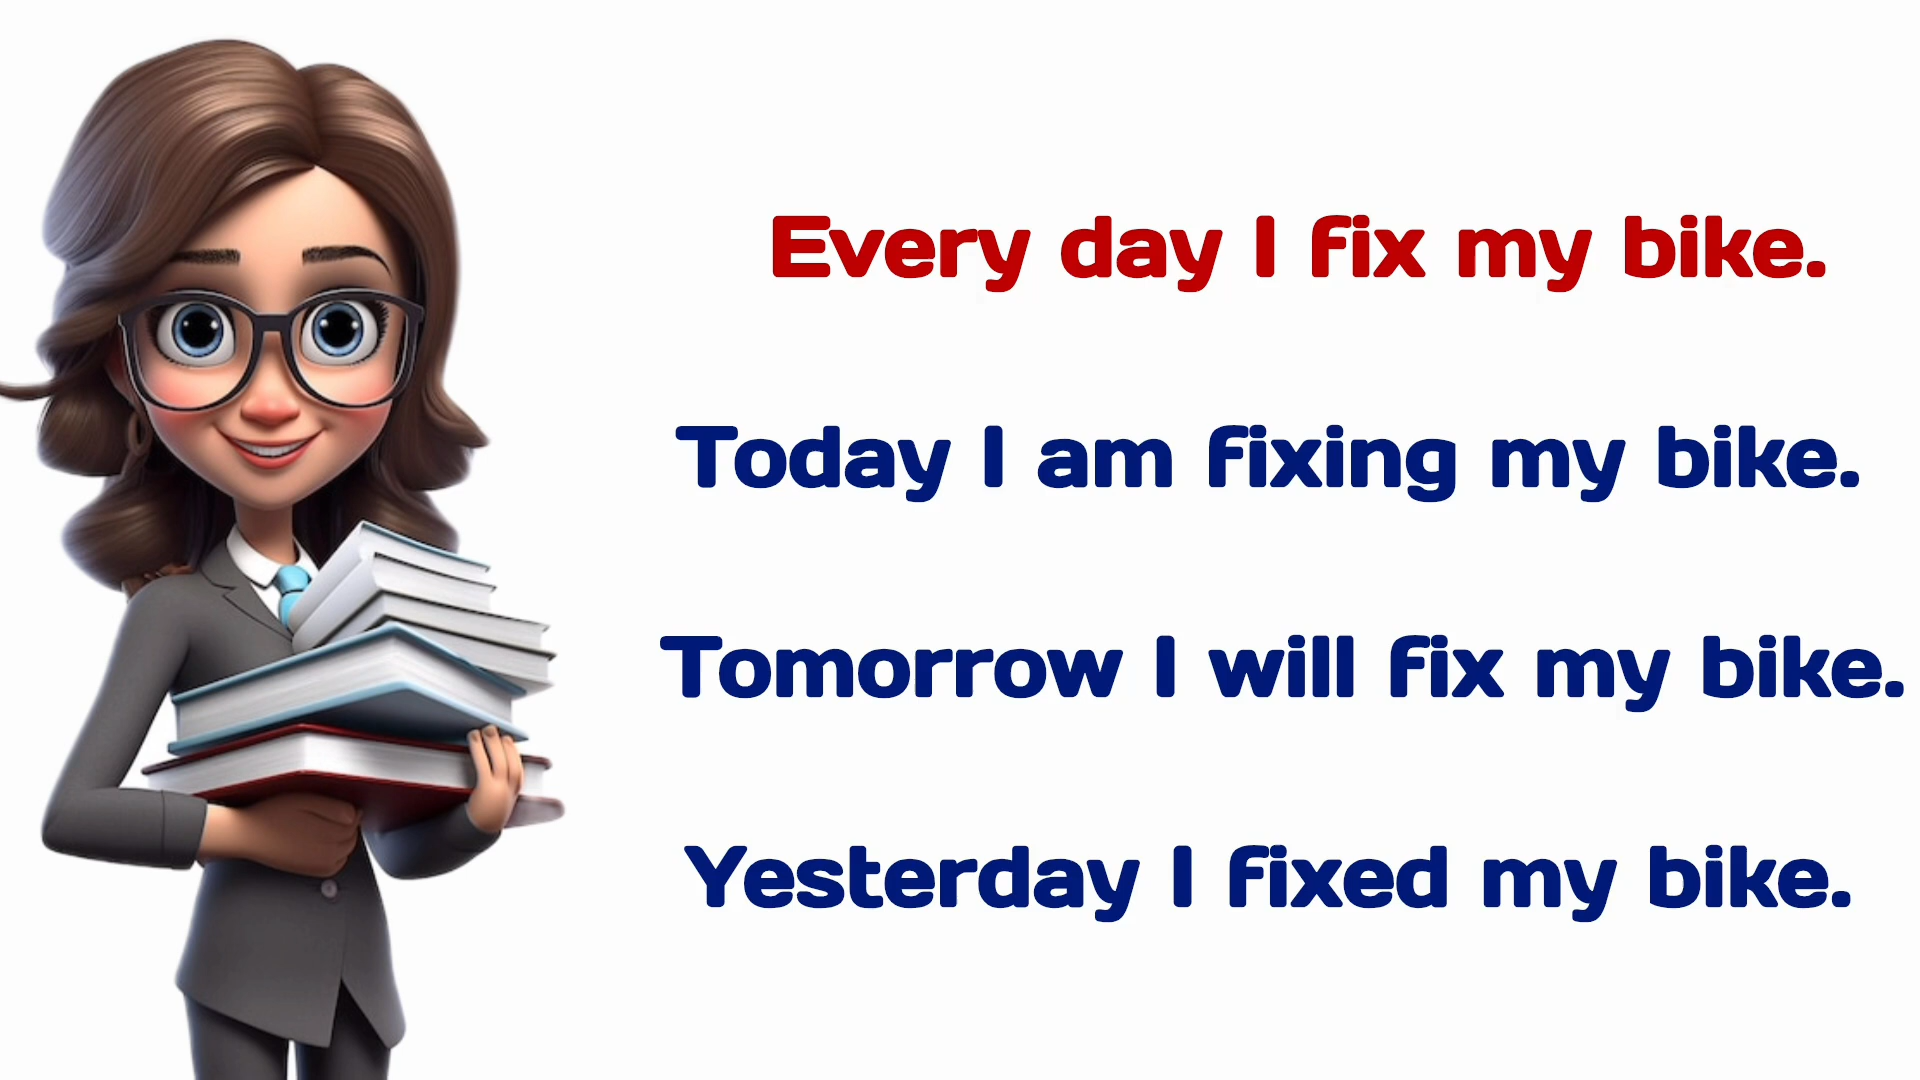 Every day I fix my bike.
Today I am fixing my bike.
Tomorrow I will fix my bike.
Yesterday I fixed my bike.